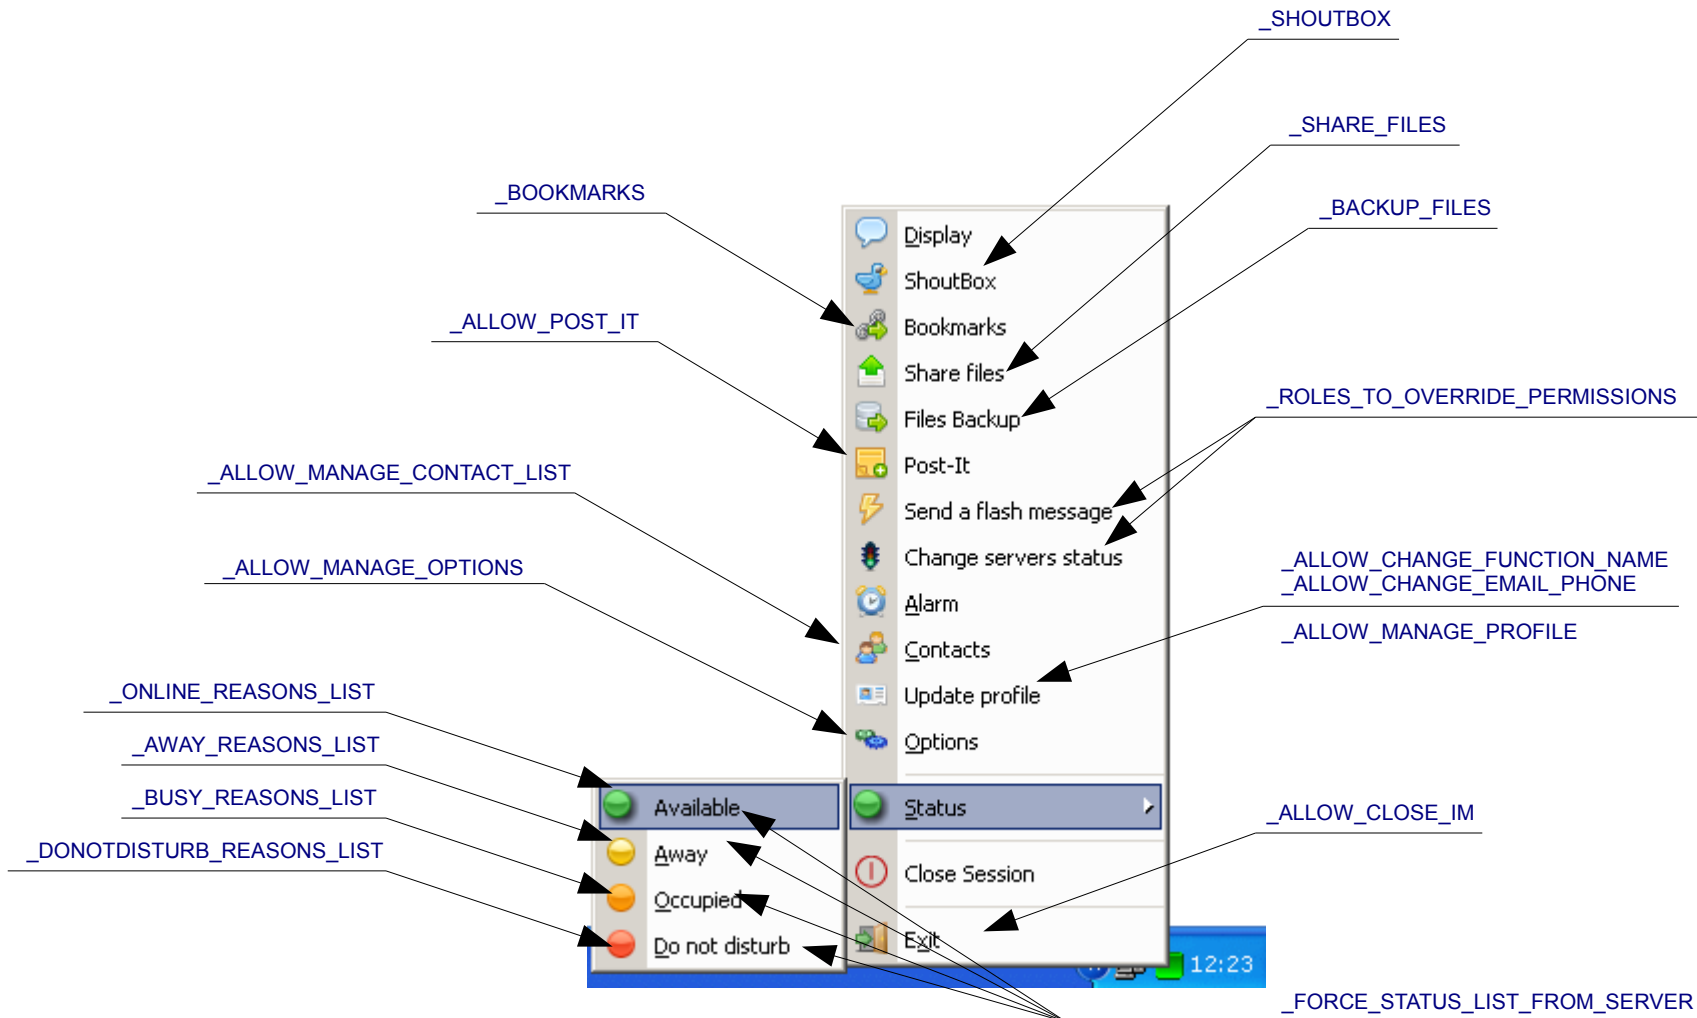 _SHOUTBOX
_SHARE_FILES
_BOOKMARKS
_BACKUP_FILES
Display
ShoutBox
_ALLOW_POST_IT
Bookmarks
Share files
_ROLES_TO_OVERRIDE_PERMISSIONS
Files Backup
_ALLOW_MANAGE_CONTACT_LIST
Post-It
Send a flash message
_ALLOW_MANAGE_OPTIONS
Change servers status
_ALLOW_CHANGE_FUNCTION_NAME
_ALLOW_CHANGE_EMAIL_PHONE
Alarm
_ALLOW_MANAGE_PROFILE
Contacts
_ONLINE_REASONS_LIST
Update profile
_AWAY_REASONS_LIST
Options
_BUSY_REASONS_LIST
Available
Status
_ALLOW_CLOSE_IM
_DONOTDISTURB_REASONS_LIST
Away
Close Session
Occupied
Do not disturb
Exit
12:23
_FORCE_STATUS_LIST_FROM_SERVER